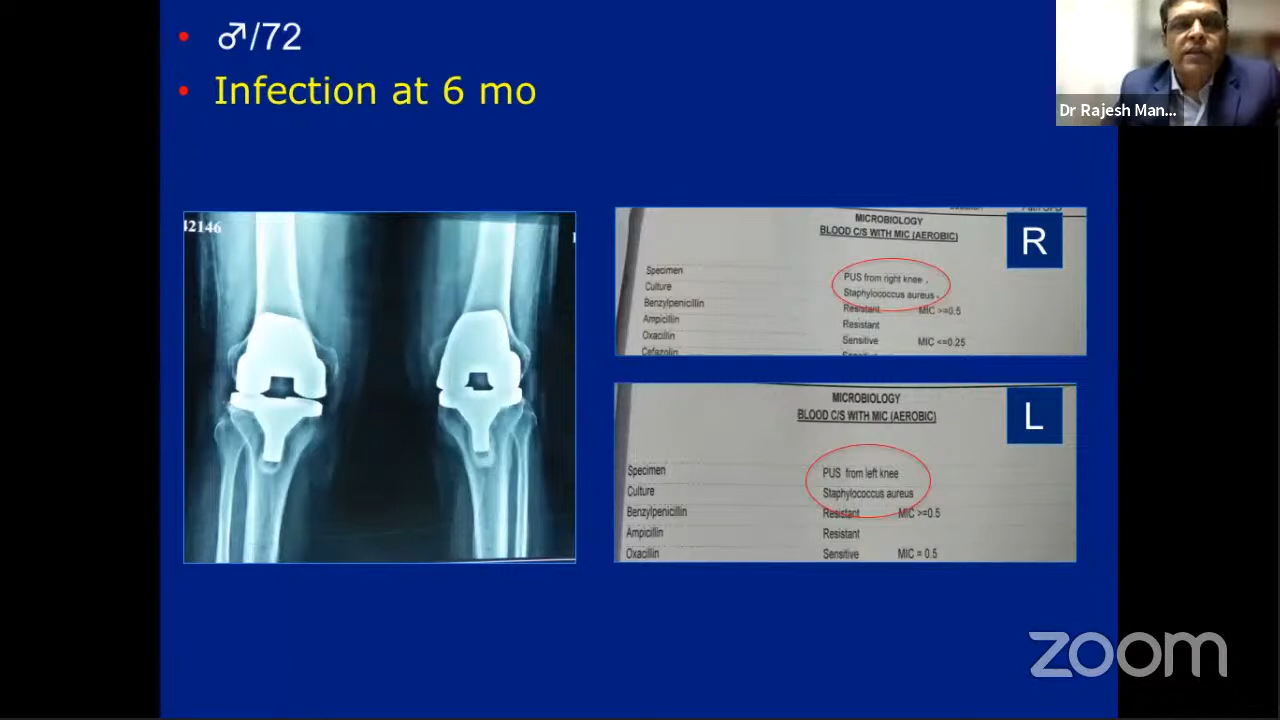 ♂/72
Infection at 6 mo
Dr Rajesh Man...
42146
MICROBIOLOGY
BLOOD C/S WITH MIC (AEROBIC)
R
Specimen PUS from right knee .
Culture Staphylococcus aureus .
Benzylpenicillin Resistant MIC >=0.5
Ampicillin Resistant
Oxacillin Sensitive MIC <=0.25
Cefazolin
MICROBIOLOGY
BLOOD C/S WITH MIC (AEROBIC)
L
Specimen PUS from left knee
Culture Staphylococcus aureus
Benzylpenicillin Resistant MIC >=0.5
Ampicillin Resistant
Oxacillin Sensitive MIC = 0.5
zoom